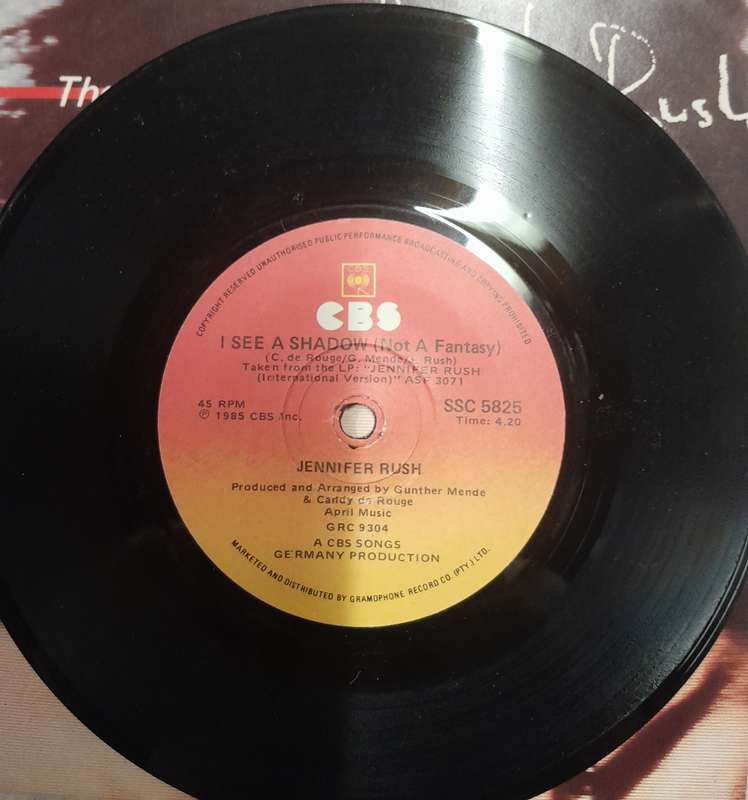 Th
Rush
COPYRIGHT RESERVED UNAUTHORISED PUBLIC PERFORMANCE BROADCASTING AND COPYING PROHIBITED
CBS
I SEE A SHADOW (Not A Fantasy)
(C. de Rouge/G. Mende/J. Rush)
Taken from the LP: "JENNIFER RUSH
(International Version)" ASF 3071
45 RPM
SSC 5825
℗ 1985 CBS Inc.
Time: 4.20
JENNIFER RUSH
Produced and Arranged by Gunther Mende
& Candy de Rouge
April Music
GRC 9304
A CBS SONGS
GERMANY PRODUCTION
MARKETED AND DISTRIBUTED BY GRAMOPHONE RECORD CO. (PTY.) LTD.